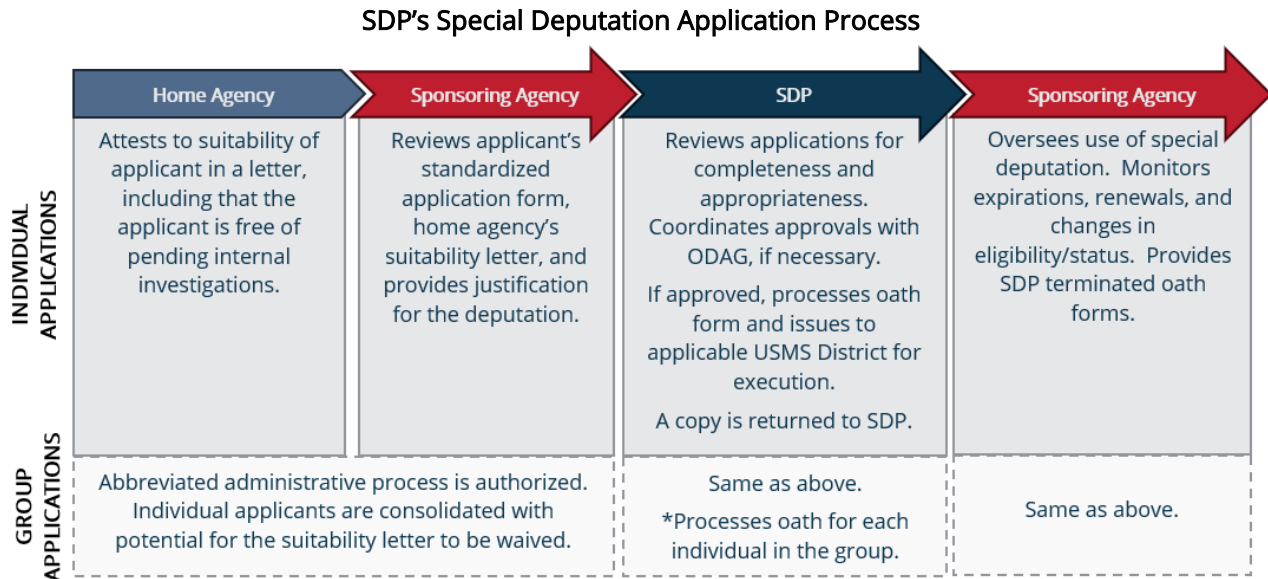 SDP's Special Deputation Application Process
Home Agency
Sponsoring Agency
SDP
Sponsoring Agency
INDIVIDUAL
APPLICATIONS
Attests to suitability of
applicant in a letter,
including that the
applicant is free of
pending internal
investigations.
Reviews applicant's
standardized
application form,
home agency's
suitability letter, and
provides justification
for the deputation.
Reviews applications for
completeness and
appropriateness.
Coordinates approvals with
ODAG, if necessary.
If approved, processes oath
form and issues to
applicable USMS District for
execution.
A copy is returned to SDP.
Oversees use of special
deputation.  Monitors
expirations, renewals, and
changes in
eligibility/status.  Provides
SDP terminated oath
forms.
GROUP
APPLICATIONS
Abbreviated administrative process is authorized.
Individual applicants are consolidated with
potential for the suitability letter to be waived.
Same as above.
*Processes oath for each
individual in the group.
Same as above.